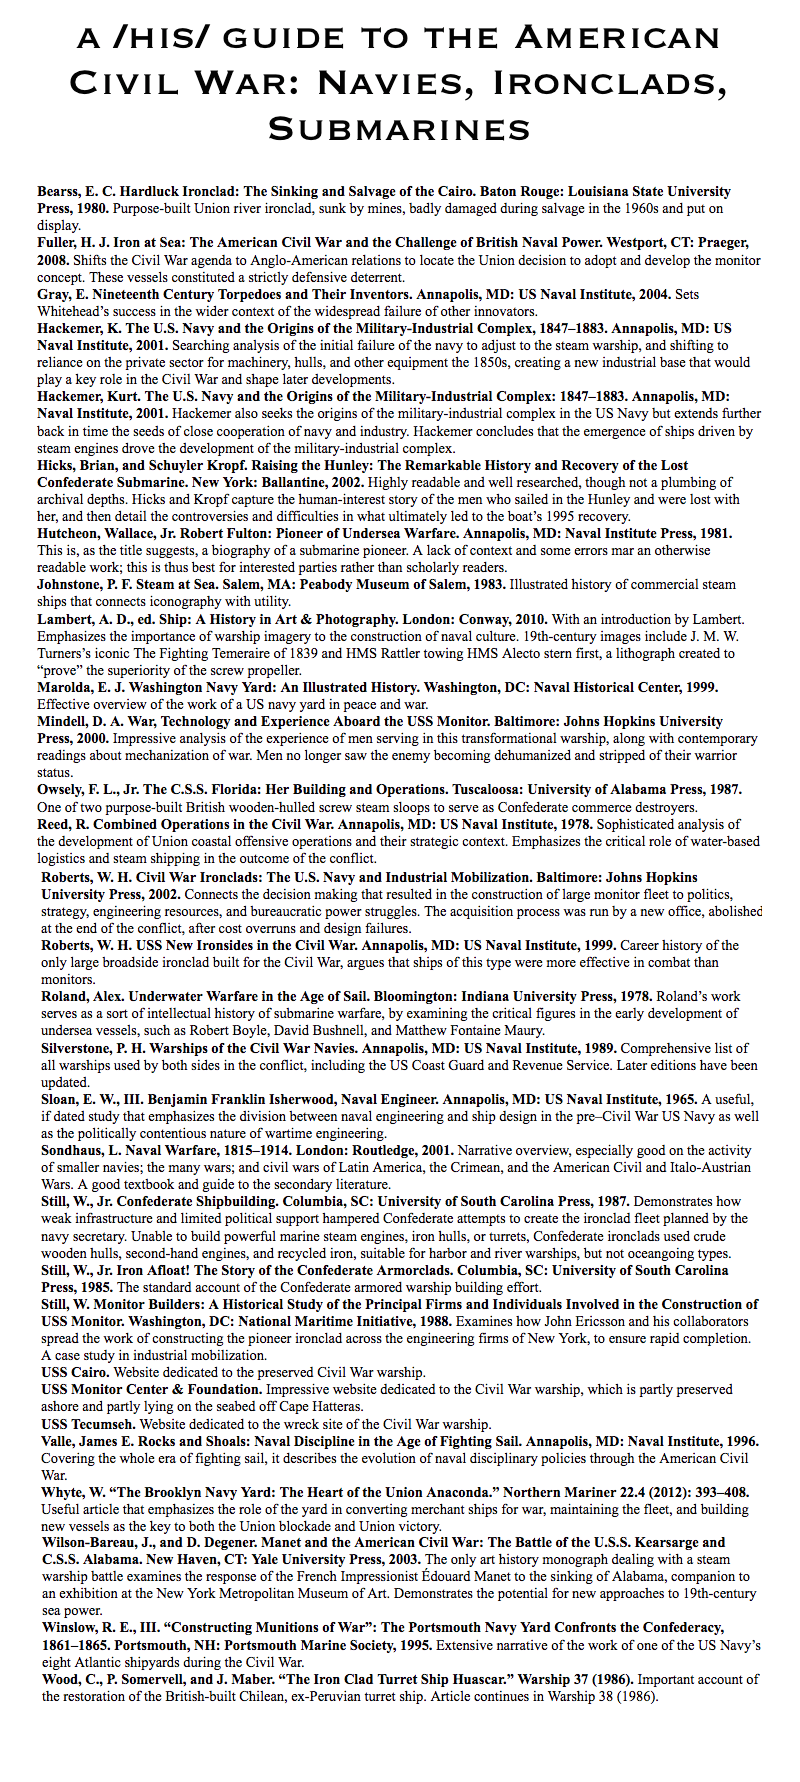 A /HIS/ GUIDE TO THE AMERICAN
CIVIL WAR: NAVIES, IRONCLADS,
SUBMARINES
Bearss, E. C. Hardluck Ironclad: The Sinking and Salvage of the Cairo. Baton Rouge: Louisiana State University
Press, 1980. Purpose-built Union river ironclad, sunk by mines, badly damaged during salvage in the 1960s and put on
display.
Fuller, H. J. Iron at Sea: The American Civil War and the Challenge of British Naval Power. Westport, CT: Praeger,
2008. Shifts the Civil War agenda to Anglo-American relations to locate the Union decision to adopt and develop the monitor
concept. These vessels constituted a strictly defensive deterrent.
Gray, E. Nineteenth Century Torpedoes and Their Inventors. Annapolis, MD: US Naval Institute, 2004. Sets
Whitehead’s success in the wider context of the widespread failure of other innovators.
Hackemer, K. The U.S. Navy and the Origins of the Military-Industrial Complex, 1847–1883. Annapolis, MD: US
Naval Institute, 2001. Searching analysis of the initial failure of the navy to adjust to the steam warship, and shifting to
reliance on the private sector for machinery, hulls, and other equipment the 1850s, creating a new industrial base that would
play a key role in the Civil War and shape later developments.
Hackemer, Kurt. The U.S. Navy and the Origins of the Military-Industrial Complex: 1847–1883. Annapolis, MD:
Naval Institute, 2001. Hackemer also seeks the origins of the military-industrial complex in the US Navy but extends further
back in time the seeds of close cooperation of navy and industry. Hackemer concludes that the emergence of ships driven by
steam engines drove the development of the military-industrial complex.
Hicks, Brian, and Schuyler Kropf. Raising the Hunley: The Remarkable History and Recovery of the Lost
Confederate Submarine. New York: Ballantine, 2002. Highly readable and well researched, though not a plumbing of
archival depths. Hicks and Kropf capture the human-interest story of the men who sailed in the Hunley and were lost with
her, and then detail the controversies and difficulties in what ultimately led to the boat’s 1995 recovery.
Hutcheon, Wallace, Jr. Robert Fulton: Pioneer of Undersea Warfare. Annapolis, MD: Naval Institute Press, 1981.
This is, as the title suggests, a biography of a submarine pioneer. A lack of context and some errors mar an otherwise
readable work; this is thus best for interested parties rather than scholarly readers.
Johnstone, P. F. Steam at Sea. Salem, MA: Peabody Museum of Salem, 1983. Illustrated history of commercial steam
ships that connects iconography with utility.
Lambert, A. D., ed. Ship: A History in Art & Photography. London: Conway, 2010. With an introduction by Lambert.
Emphasizes the importance of warship imagery to the construction of naval culture. 19th-century images include J. M. W.
Turners’s iconic The Fighting Temeraire of 1839 and HMS Rattler towing HMS Alecto stern first, a lithograph created to
“prove” the superiority of the screw propeller.
Marolda, E. J. Washington Navy Yard: An Illustrated History. Washington, DC: Naval Historical Center, 1999.
Effective overview of the work of a US navy yard in peace and war.
Mindell, D. A. War, Technology and Experience Aboard the USS Monitor. Baltimore: Johns Hopkins University
Press, 2000. Impressive analysis of the experience of men serving in this transformational warship, along with contemporary
readings about mechanization of war. Men no longer saw the enemy becoming dehumanized and stripped of their warrior
status.
Owsely, F. L., Jr. The C.S.S. Florida: Her Building and Operations. Tuscaloosa: University of Alabama Press, 1987.
One of two purpose-built British wooden-hulled screw steam sloops to serve as Confederate commerce destroyers.
Reed, R. Combined Operations in the Civil War. Annapolis, MD: US Naval Institute, 1978. Sophisticated analysis of
the development of Union coastal offensive operations and their strategic context. Emphasizes the critical role of water-based
logistics and steam shipping in the outcome of the conflict.
Roberts, W. H. Civil War Ironclads: The U.S. Navy and Industrial Mobilization. Baltimore: Johns Hopkins
University Press, 2002. Connects the decision making that resulted in the construction of large monitor fleet to politics,
strategy, engineering resources, and bureaucratic power struggles. The acquisition process was run by a new office, abolished
at the end of the conflict, after cost overruns and design failures.
Roberts, W. H. USS New Ironsides in the Civil War. Annapolis, MD: US Naval Institute, 1999. Career history of the
only large broadside ironclad built for the Civil War, argues that ships of this type were more effective in combat than
monitors.
Roland, Alex. Underwater Warfare in the Age of Sail. Bloomington: Indiana University Press, 1978. Roland’s work
serves as a sort of intellectual history of submarine warfare, by examining the critical figures in the early development of
undersea vessels, such as Robert Boyle, David Bushnell, and Matthew Fontaine Maury.
Silverstone, P. H. Warships of the Civil War Navies. Annapolis, MD: US Naval Institute, 1989. Comprehensive list of
all warships used by both sides in the conflict, including the US Coast Guard and Revenue Service. Later editions have been
updated.
Sloan, E. W., III. Benjamin Franklin Isherwood, Naval Engineer. Annapolis, MD: US Naval Institute, 1965. A useful,
if dated study that emphasizes the division between naval engineering and ship design in the pre–Civil War US Navy as well
as the politically contentious nature of wartime engineering.
Sondhaus, L. Naval Warfare, 1815–1914. London: Routledge, 2001. Narrative overview, especially good on the activity
of smaller navies; the many wars; and civil wars of Latin America, the Crimean, and the American Civil and Italo-Austrian
Wars. A good textbook and guide to the secondary literature.
Still, W., Jr. Confederate Shipbuilding. Columbia, SC: University of South Carolina Press, 1987. Demonstrates how
weak infrastructure and limited political support hampered Confederate attempts to create the ironclad fleet planned by the
navy secretary. Unable to build powerful marine steam engines, iron hulls, or turrets, Confederate ironclads used crude
wooden hulls, second-hand engines, and recycled iron, suitable for harbor and river warships, but not oceangoing types.
Still, W., Jr. Iron Afloat! The Story of the Confederate Armorclads. Columbia, SC: University of South Carolina
Press, 1985. The standard account of the Confederate armored warship building effort.
Still, W. Monitor Builders: A Historical Study of the Principal Firms and Individuals Involved in the Construction of
USS Monitor. Washington, DC: National Maritime Initiative, 1988. Examines how John Ericsson and his collaborators
spread the work of constructing the pioneer ironclad across the engineering firms of New York, to ensure rapid completion.
A case study in industrial mobilization.
USS Cairo. Website dedicated to the preserved Civil War warship.
USS Monitor Center & Foundation. Impressive website dedicated to the Civil War warship, which is partly preserved
ashore and partly lying on the seabed off Cape Hatteras.
USS Tecumseh. Website dedicated to the wreck site of the Civil War warship.
Valle, James E. Rocks and Shoals: Naval Discipline in the Age of Fighting Sail. Annapolis, MD: Naval Institute, 1996.
Covering the whole era of fighting sail, it describes the evolution of naval disciplinary policies through the American Civil
War.
Whyte, W. “The Brooklyn Navy Yard: The Heart of the Union Anaconda.” Northern Mariner 22.4 (2012): 393–408.
Useful article that emphasizes the role of the yard in converting merchant ships for war, maintaining the fleet, and building
new vessels as the key to both the Union blockade and Union victory.
Wilson-Bareau, J., and D. Degener. Manet and the American Civil War: The Battle of the U.S.S. Kearsarge and
C.S.S. Alabama. New Haven, CT: Yale University Press, 2003. The only art history monograph dealing with a steam
warship battle examines the response of the French Impressionist Édouard Manet to the sinking of Alabama, companion to
an exhibition at the New York Metropolitan Museum of Art. Demonstrates the potential for new approaches to 19th-century
sea power.
Winslow, R. E., III. “Constructing Munitions of War”: The Portsmouth Navy Yard Confronts the Confederacy,
1861–1865. Portsmouth, NH: Portsmouth Marine Society, 1995. Extensive narrative of the work of one of the US Navy’s
eight Atlantic shipyards during the Civil War.
Wood, C., P. Somervell, and J. Maber. “The Iron Clad Turret Ship Huascar.” Warship 37 (1986). Important account of
the restoration of the British-built Chilean, ex-Peruvian turret ship. Article continues in Warship 38 (1986).